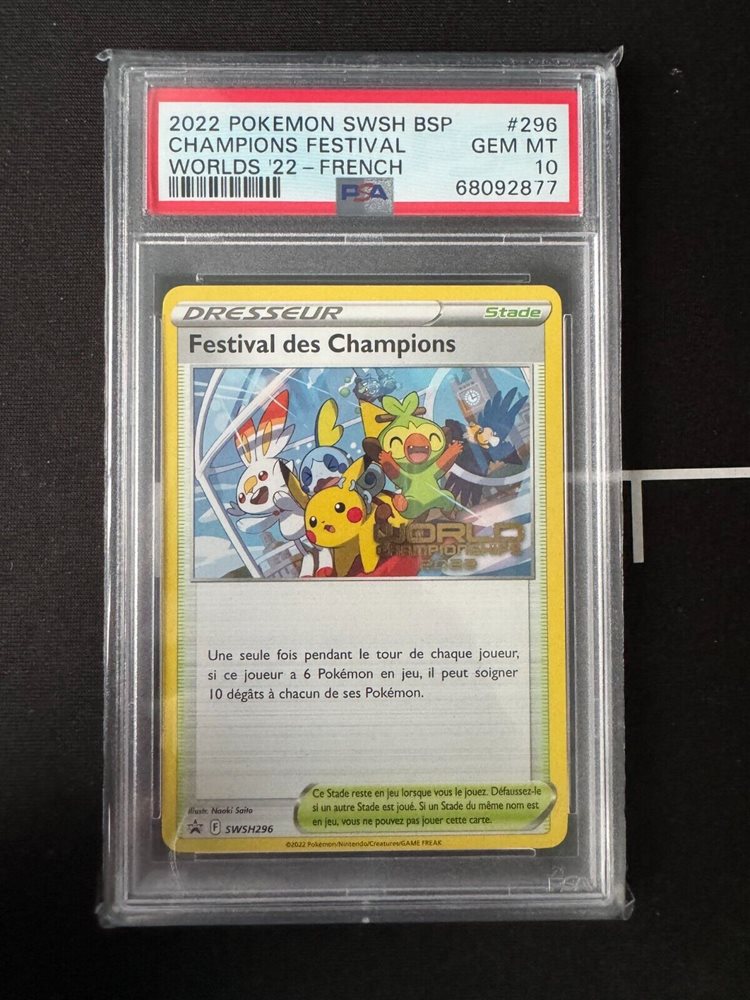 2022 POKEMON SWSH BSP #296
CHAMPIONS FESTIVAL GEM MT
WORLDS '22 – FRENCH 10
PSA 68092877
DRESSEUR Stade
Festival des Champions
WORLD
CHAMPIONSHIPS
2022
Une seule fois pendant le tour de chaque joueur,
si ce joueur a 6 Pokémon en jeu, il peut soigner
10 dégâts à chacun de ses Pokémon.
Ce Stade reste en jeu lorsque vous le jouez. Défaussez-le
si un autre Stade est joué. Si un Stade du même nom est
en jeu, vous ne pouvez pas jouer cette carte.
Illustr. Naoki Saito
F SWSH296
©2022 Pokémon/Nintendo/Creatures/GAME FREAK